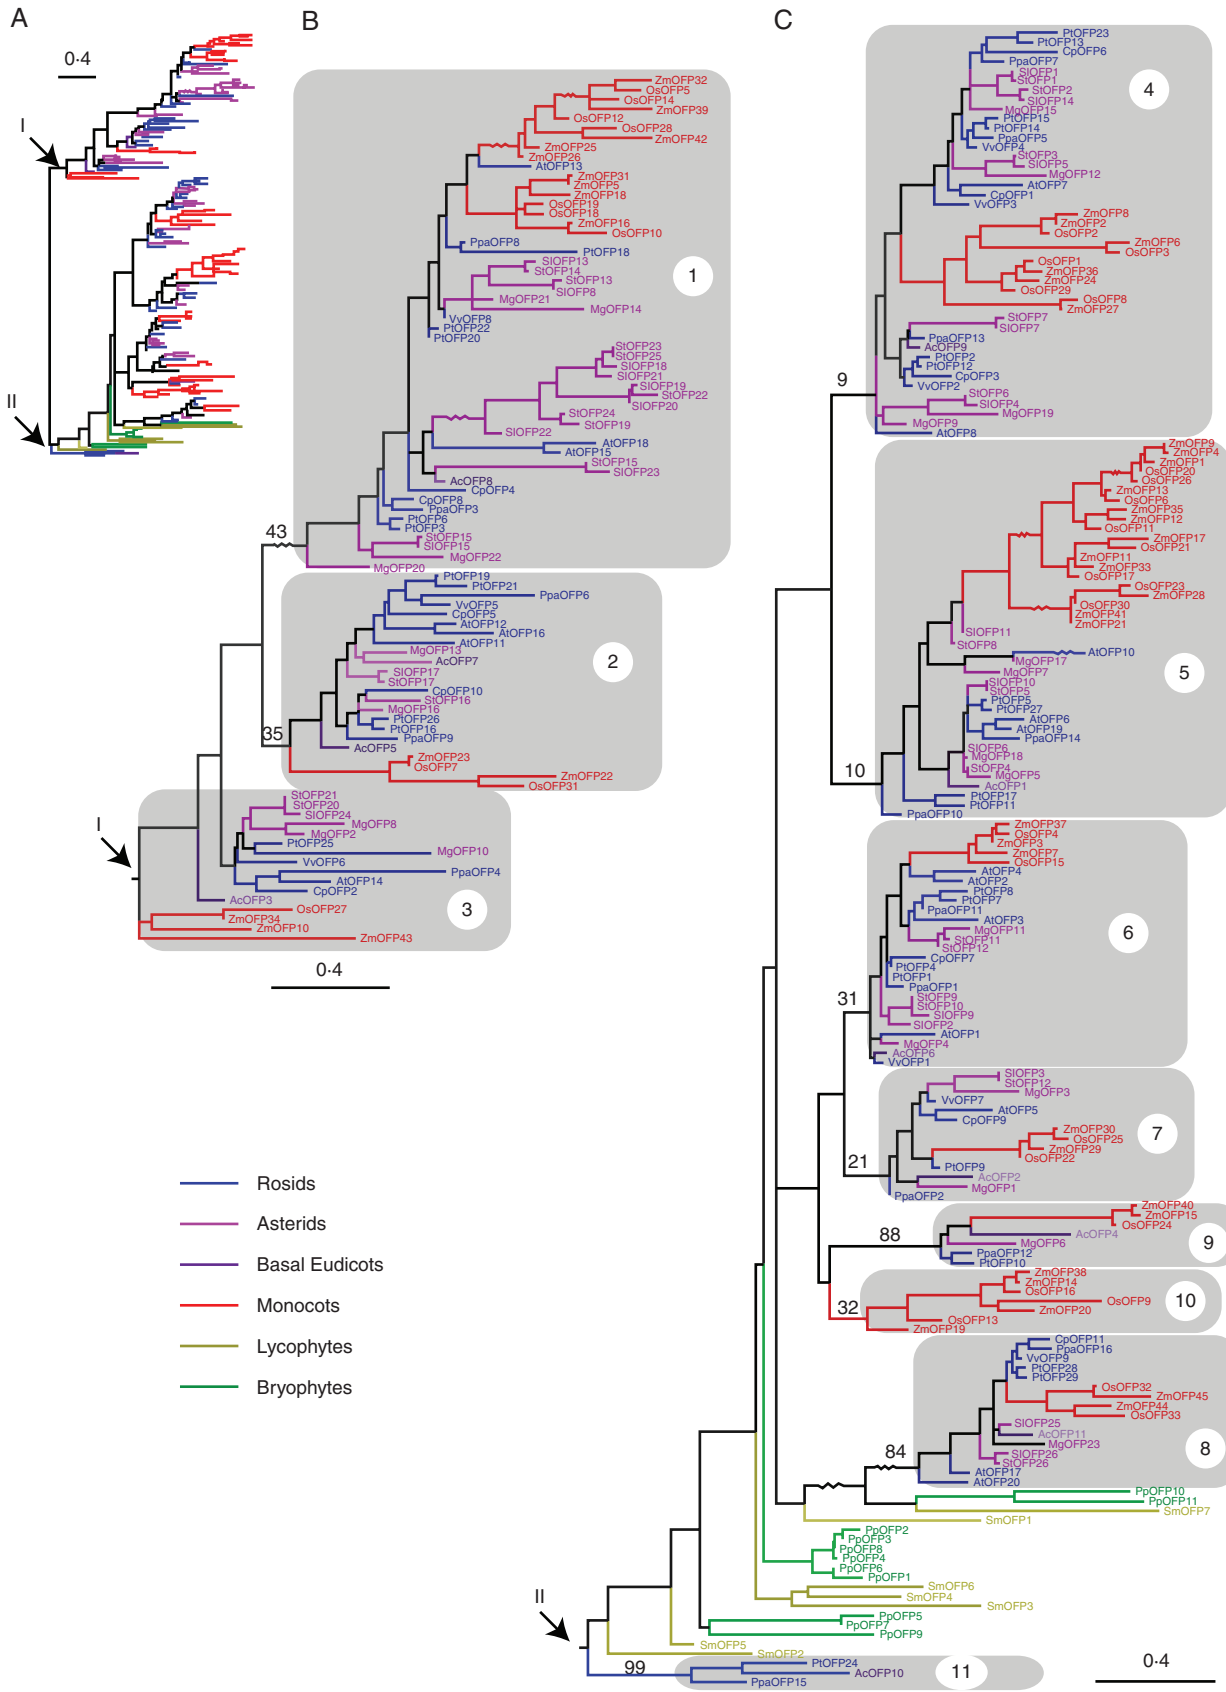 A
0·4
I
II
B
ZmOFP32
OsOFP5
OsOFP14
ZmOFP39
OsOFP12
OsOFP28
ZmOFP42
ZmOFP25
ZmOFP26
AtOFP13
ZmOFP31
ZmOFP5
ZmOFP18
OsOFP19
OsOFP18
ZmOFP16
OsOFP10
PpaOFP8
PtOFP18
SlOFP13
StOFP14
StOFP13
SlOFP8
MgOFP21
MgOFP14
VvOFP8
PtOFP22
PtOFP20
StOFP23
StOFP25
SlOFP18
SlOFP21
SlOFP19
StOFP22
SlOFP20
StOFP24
StOFP19
SlOFP22
AtOFP18
AtOFP15
StOFP15
SlOFP23
AcOFP8
CpOFP4
CpOFP8
PpaOFP3
PtOFP6
PtOFP3
StOFP15
SlOFP15
MgOFP22
MgOFP20
1
43
PtOFP19
PtOFP21
PpaOFP6
VvOFP5
CpOFP5
AtOFP12
AtOFP16
AtOFP11
MgOFP13
AcOFP7
SlOFP17
StOFP17
CpOFP10
StOFP16
MgOFP16
PtOFP26
PtOFP16
PpaOFP9
AcOFP5
ZmOFP23
OsOFP7
ZmOFP22
OsOFP31
2
35
StOFP21
StOFP20
SlOFP24
MgOFP8
MgOFP2
PtOFP25
MgOFP10
VvOFP6
PpaOFP4
AtOFP14
CpOFP2
AcOFP3
OsOFP27
ZmOFP34
ZmOFP10
ZmOFP43
3
I
0·4
Rosids
Asterids
Basal Eudicots
Monocots
Lycophytes
Bryophytes
C
PtOFP23
PtOFP13
CpOFP6
PpaOFP7
SlOFP1
StOFP1
StOFP2
SlOFP14
MgOFP15
PtOFP15
PtOFP14
PpaOFP5
VvOFP4
StOFP3
SlOFP5
MgOFP12
AtOFP7
CpOFP1
VvOFP3
ZmOFP8
ZmOFP2
OsOFP2
ZmOFP6
OsOFP3
OsOFP1
ZmOFP36
ZmOFP24
OsOFP29
OsOFP8
ZmOFP27
StOFP7
SlOFP7
PpaOFP13
AcOFP9
PtOFP2
PtOFP12
CpOFP3
VvOFP2
StOFP6
SlOFP4
MgOFP19
MgOFP9
AtOFP8
4
9
ZmOFP9
ZmOFP4
ZmOFP1
OsOFP20
OsOFP26
ZmOFP13
OsOFP6
ZmOFP35
ZmOFP12
OsOFP11
ZmOFP17
OsOFP21
ZmOFP11
ZmOFP33
OsOFP17
OsOFP23
ZmOFP28
OsOFP30
ZmOFP41
ZmOFP21
SlOFP11
StOFP8
AtOFP10
MgOFP17
MgOFP7
SlOFP10
StOFP5
PtOFP5
PtOFP27
AtOFP6
AtOFP19
PpaOFP14
SlOFP6
MgOFP18
StOFP4
MgOFP5
AcOFP1
PtOFP17
PtOFP11
PpaOFP10
5
10
ZmOFP37
OsOFP4
ZmOFP3
ZmOFP7
OsOFP15
AtOFP4
AtOFP2
PtOFP8
PtOFP7
PpaOFP11
AtOFP3
MgOFP11
StOFP11
StOFP12
CpOFP7
PtOFP4
PtOFP1
PpaOFP1
StOFP9
StOFP10
SlOFP9
SlOFP2
AtOFP1
MgOFP4
AcOFP6
VvOFP1
6
31
SlOFP3
StOFP12
MgOFP3
VvOFP7
AtOFP5
CpOFP9
ZmOFP30
OsOFP25
ZmOFP29
OsOFP22
PtOFP9
AcOFP2
MgOFP1
PpaOFP2
7
21
ZmOFP40
ZmOFP15
OsOFP24
AcOFP4
MgOFP6
PpaOFP12
PtOFP10
9
88
ZmOFP38
ZmOFP14
OsOFP16
OsOFP9
ZmOFP20
OsOFP13
ZmOFP19
10
32
CpOFP11
PpaOFP16
VvOFP9
PtOFP28
PtOFP29
OsOFP32
ZmOFP45
ZmOFP44
OsOFP33
SlOFP25
AcOFP11
MgOFP23
SlOFP26
StOFP26
AtOFP17
AtOFP20
8
84
PpOFP10
PpOFP11
SmOFP7
SmOFP1
PpOFP2
PpOFP3
PpOFP8
PpOFP4
PpOFP6
PpOFP1
SmOFP6
SmOFP4
SmOFP3
PpOFP5
PpOFP7
PpOFP9
SmOFP5
SmOFP2
II
99
PtOFP24
AcOFP10
PpaOFP15
11
0·4